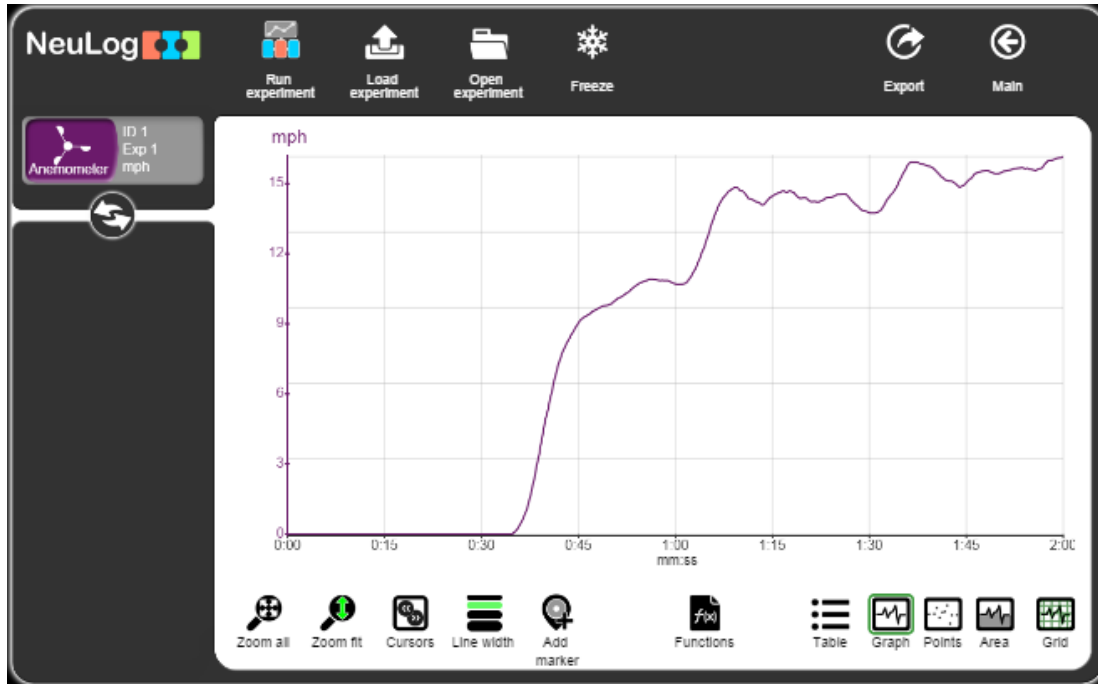 NeuLog
Run
experiment
Load
experiment
Open
experiment
Freeze
Export
Main
Anemometer
ID 1
Exp 1
mph
mph
15
12
9
6
3
0
0:00
0:15
0:30
0:45
1:00
1:15
1:30
1:45
2:00
mm:ss
Zoom all
Zoom fit
Cursors
Line width
Add
marker
f(x)
Functions
Table
Graph
Points
Area
Grid